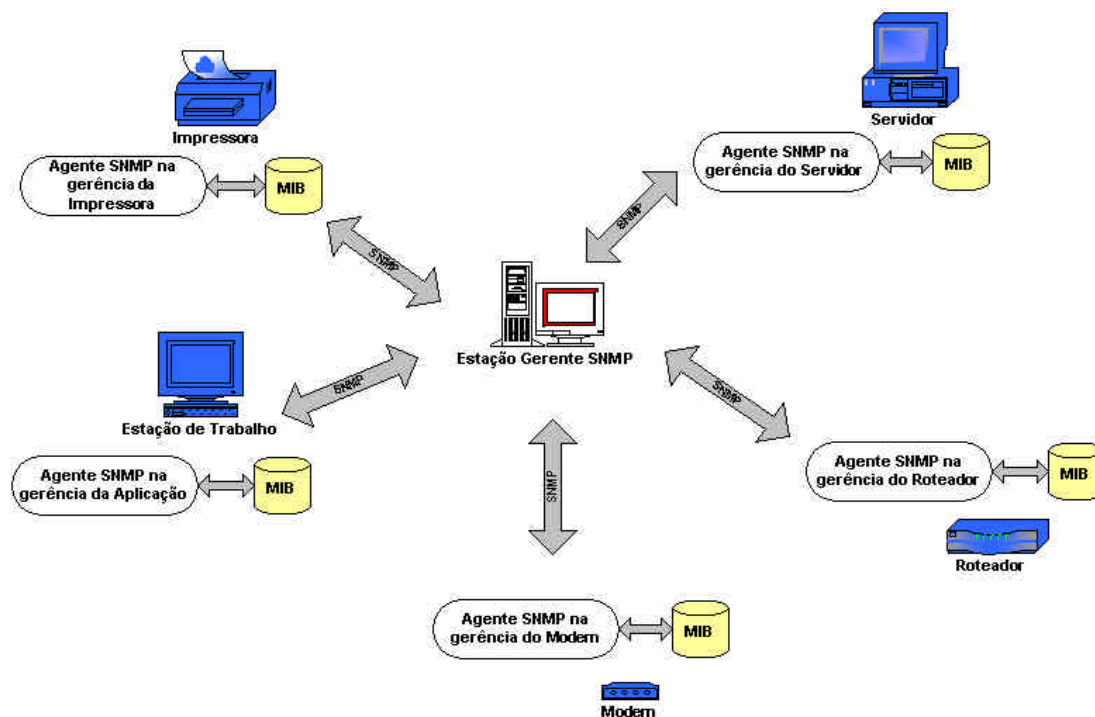 Impressora
Agente SNMP na
gerência da
Impressora
MIB
SNMP
Servidor
Agente SNMP na
gerência do Servidor
MIB
SNMP
Estação Gerente SNMP
Estação de Trabalho
Agente SNMP na
gerência da Aplicação
MIB
SNMP
SNMP
Agente SNMP na
gerência do Roteador
MIB
Roteador
SNMP
Agente SNMP na
gerência do Modem
MIB
Modem